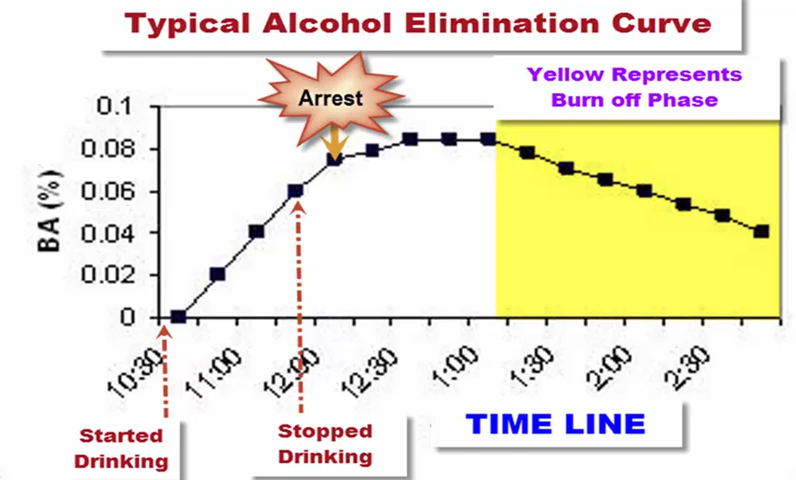 Typical Alcohol Elimination Curve
Yellow Represents
Burn off Phase
Arrest
BA (%)
0.1
0.08
0.06
0.04
0.02
0
10:30
11:00
12:00
12:30
1:00
1:30
2:00
2:30
Started
Drinking
Stopped
Drinking
TIME LINE